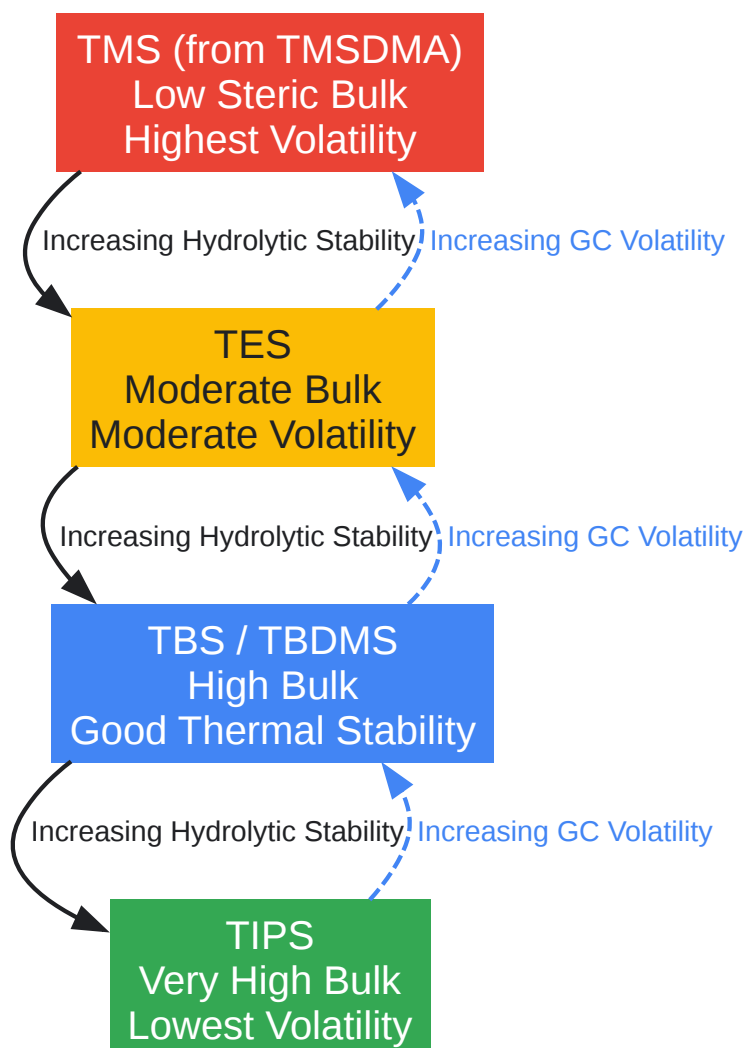 TMS (from TMSDMA)
Low Steric Bulk
Highest Volatility
Increasing Hydrolytic Stability
Increasing GC Volatility
TES
Moderate Bulk
Moderate Volatility
Increasing Hydrolytic Stability
Increasing GC Volatility
TBS / TBDMS
High Bulk
Good Thermal Stability
Increasing Hydrolytic Stability
Increasing GC Volatility
TIPS
Very High Bulk
Lowest Volatility